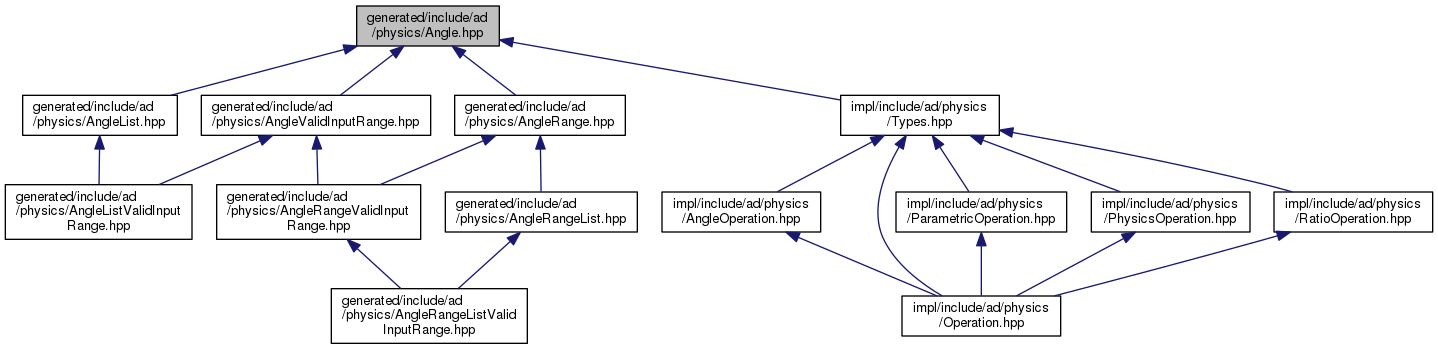 generated/include/ad
/physics/Angle.hpp
generated/include/ad
/physics/AngleList.hpp
generated/include/ad
/physics/AngleValidInputRange.hpp
generated/include/ad
/physics/AngleRange.hpp
impl/include/ad/physics
/Types.hpp
generated/include/ad
/physics/AngleListValidInput
Range.hpp
generated/include/ad
/physics/AngleRangeValidInput
Range.hpp
generated/include/ad
/physics/AngleRangeList.hpp
impl/include/ad/physics
/AngleOperation.hpp
impl/include/ad/physics
/ParametricOperation.hpp
impl/include/ad/physics
/PhysicsOperation.hpp
impl/include/ad/physics
/RatioOperation.hpp
generated/include/ad
/physics/AngleRangeListValid
InputRange.hpp
impl/include/ad/physics
/Operation.hpp